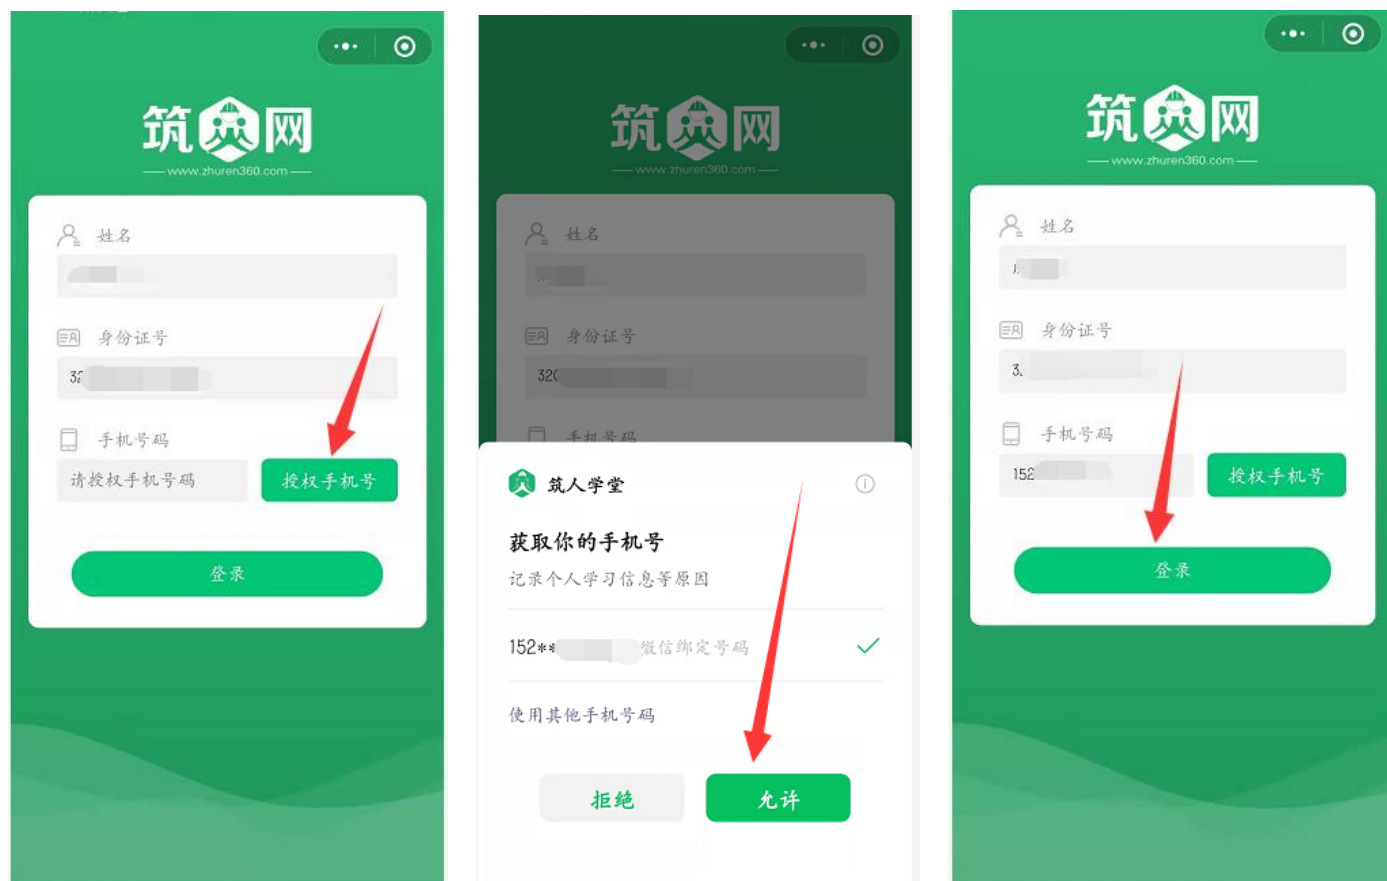 筑人网
www.zhuren360.com
姓名
身份证号
32
手机号码
请授权手机号码
授权手机号
登录
筑人网
www.zhuren360.com
姓名
身份证号
320
手机号码
筑人学堂
获取你的手机号
记录个人学习信息等原因
152** 微信绑定号码
使用其他手机号码
拒绝
允许
筑人网
www.zhuren360.com
姓名
身份证号
3
手机号码
152
授权手机号
登录